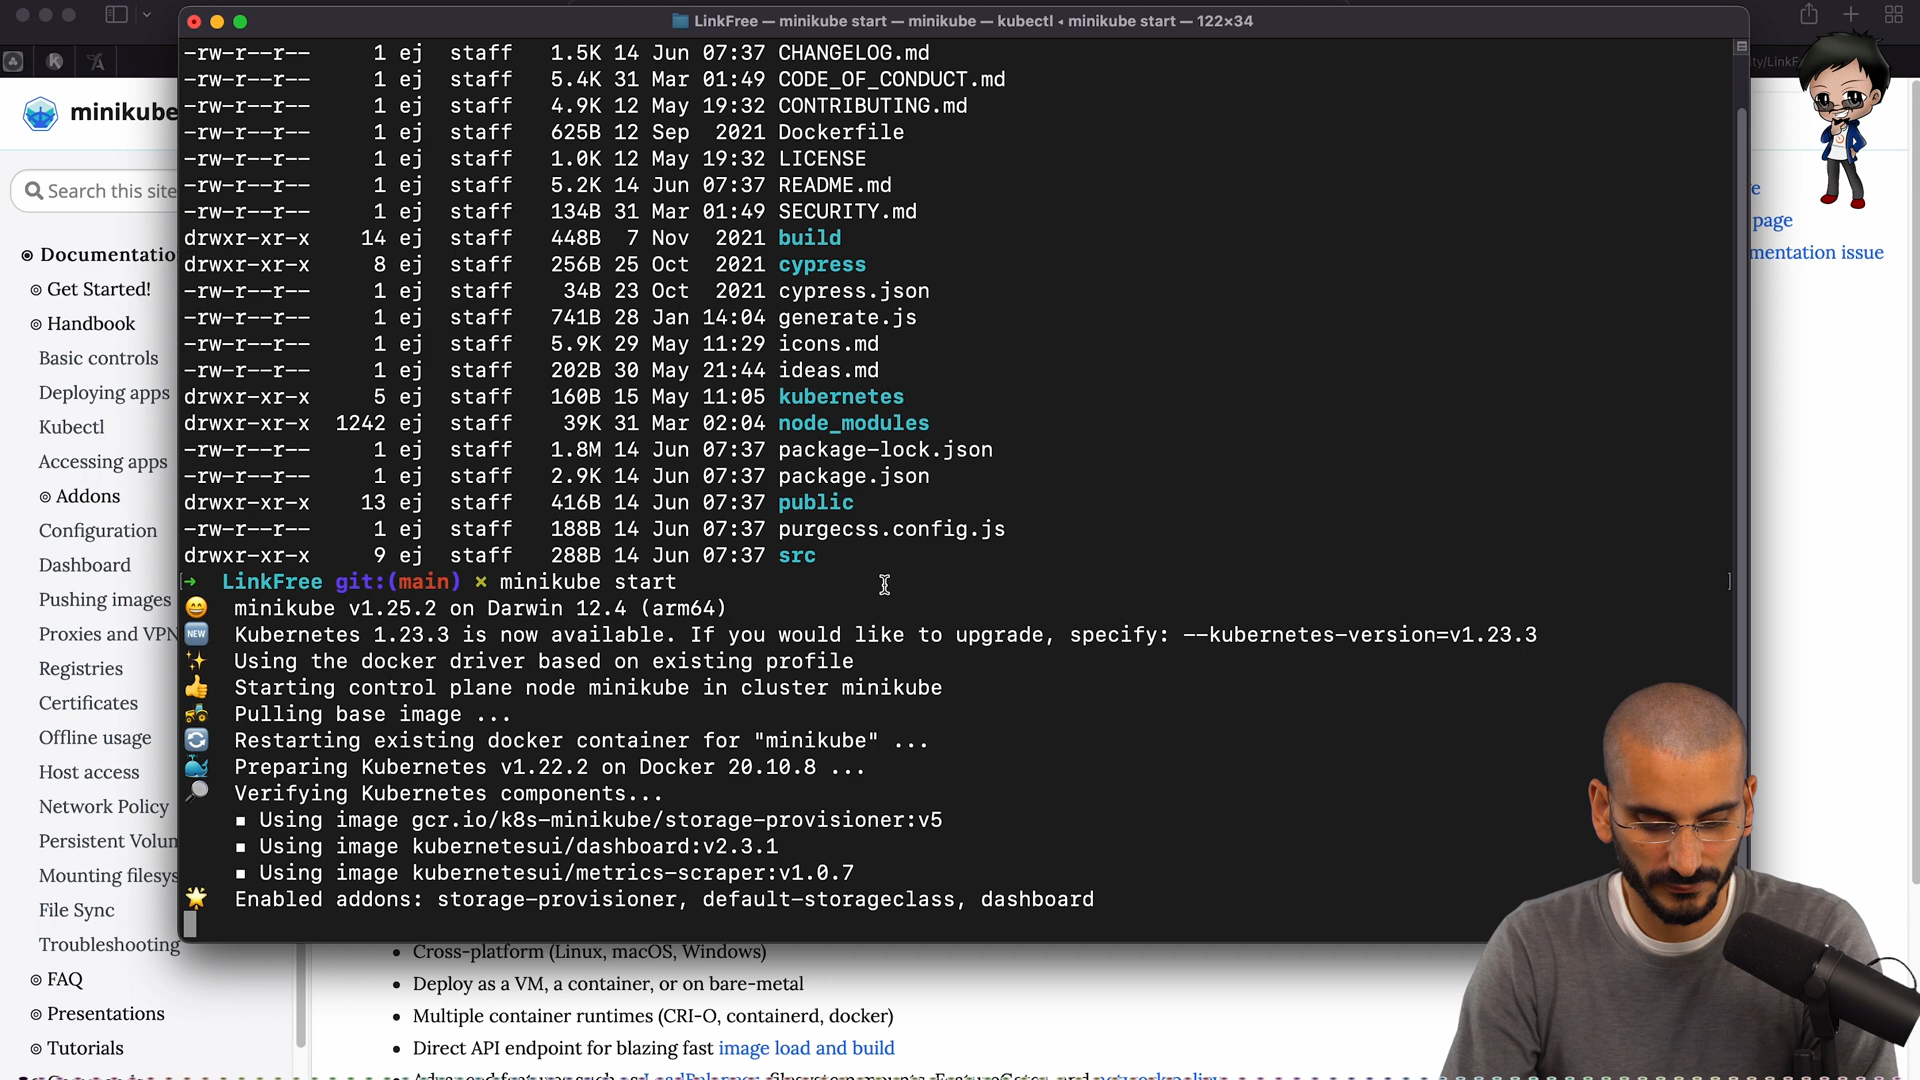 LinkFree — minikube start — minikube — kubectl ◂ minikube start — 122×34
-rw-r--r-- 1 ej staff 1.5K 14 Jun 07:37 CHANGELOG.md
-rw-r--r-- 1 ej staff 5.4K 31 Mar 01:49 CODE_OF_CONDUCT.md
-rw-r--r-- 1 ej staff 4.9K 12 May 19:32 CONTRIBUTING.md
-rw-r--r-- 1 ej staff 625B 12 Sep 2021 Dockerfile
-rw-r--r-- 1 ej staff 1.0K 12 May 19:32 LICENSE
-rw-r--r-- 1 ej staff 5.2K 14 Jun 07:37 README.md
-rw-r--r-- 1 ej staff 134B 31 Mar 01:49 SECURITY.md
drwxr-xr-x 14 ej staff 448B 7 Nov 2021 build
drwxr-xr-x 8 ej staff 256B 25 Oct 2021 cypress
-rw-r--r-- 1 ej staff 34B 23 Oct 2021 cypress.json
-rw-r--r-- 1 ej staff 741B 28 Jan 14:04 generate.js
-rw-r--r-- 1 ej staff 5.9K 29 May 11:29 icons.md
-rw-r--r-- 1 ej staff 202B 30 May 21:44 ideas.md
drwxr-xr-x 5 ej staff 160B 15 May 11:05 kubernetes
drwxr-xr-x 1242 ej staff 39K 31 Mar 02:04 node_modules
-rw-r--r-- 1 ej staff 1.8M 14 Jun 07:37 package-lock.json
-rw-r--r-- 1 ej staff 2.9K 14 Jun 07:37 package.json
drwxr-xr-x 13 ej staff 416B 14 Jun 07:37 public
-rw-r--r-- 1 ej staff 188B 14 Jun 07:37 purgecss.config.js
drwxr-xr-x 9 ej staff 288B 14 Jun 07:37 src
➜ LinkFree git:(main) ✗ minikube start
😄 minikube v1.25.2 on Darwin 12.4 (arm64)
🆕 Kubernetes 1.23.3 is now available. If you would like to upgrade, specify: --kubernetes-version=v1.23.3
✨ Using the docker driver based on existing profile
👍 Starting control plane node minikube in cluster minikube
🚜 Pulling base image ...
🔄 Restarting existing docker container for "minikube" ...
🐳 Preparing Kubernetes v1.22.2 on Docker 20.10.8 ...
🔎 Verifying Kubernetes components...
▪ Using image gcr.io/k8s-minikube/storage-provisioner:v5
▪ Using image kubernetesui/dashboard:v2.3.1
▪ Using image kubernetesui/metrics-scraper:v1.0.7
🌟 Enabled addons: storage-provisioner, default-storageclass, dashboard
minikube
Search this site
Documentatio
Get Started!
Handbook
Basic controls
Deploying apps
Kubectl
Accessing apps
Addons
Configuration
Dashboard
Pushing images
Proxies and VPN
Registries
Certificates
Offline usage
Host access
Network Policy
Persistent Volum
Mounting filesys
File Sync
Troubleshooting
FAQ
Presentations
Tutorials
page
mentation issue
• Cross-platform (Linux, macOS, Windows)
• Deploy as a VM, a container, or on bare-metal
• Multiple container runtimes (CRI-O, containerd, docker)
• Direct API endpoint for blazing fast image load and build